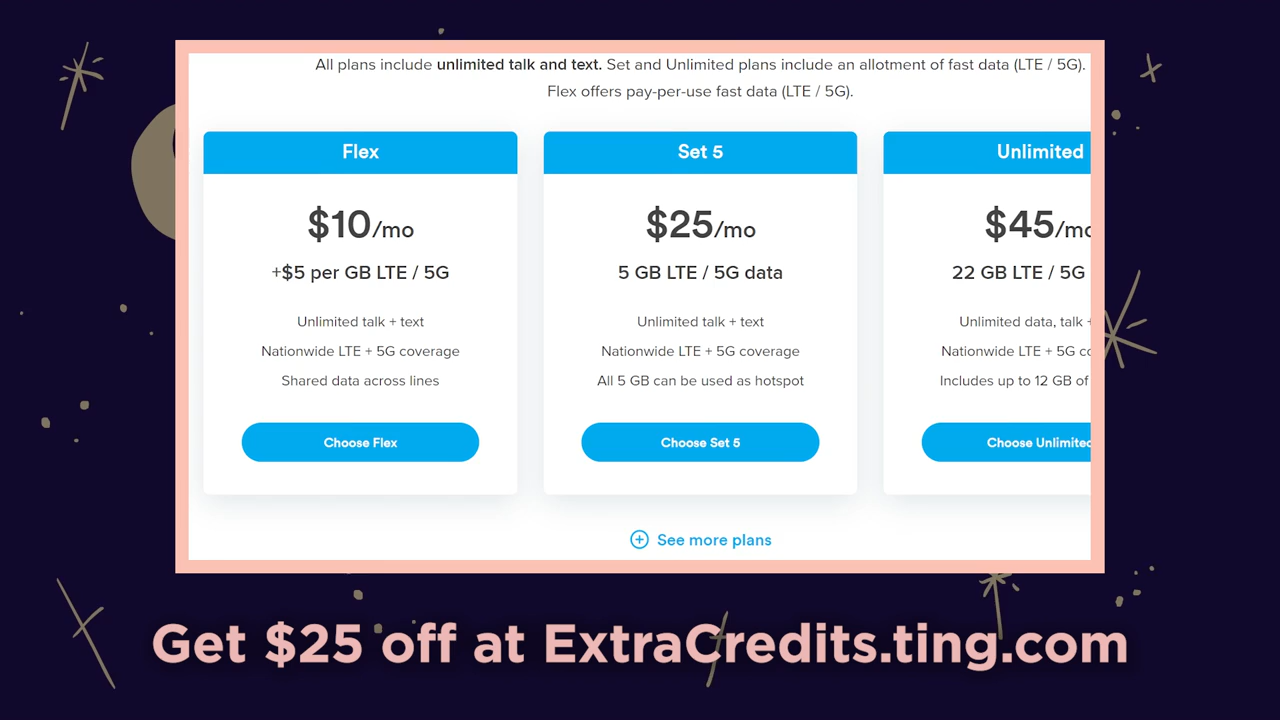 All plans include unlimited talk and text. Set and Unlimited plans include an allotment of fast data (LTE / 5G).
Flex offers pay-per-use fast data (LTE / 5G).
Flex
$10/mo
+$5 per GB LTE / 5G
Unlimited talk + text
Nationwide LTE + 5G coverage
Shared data across lines
Choose Flex
Set 5
$25/mo
5 GB LTE / 5G data
Unlimited talk + text
Nationwide LTE + 5G coverage
All 5 GB can be used as hotspot
Choose Set 5
Unlimited
$45/mo
22 GB LTE / 5G
Unlimited data, talk +
Nationwide LTE + 5G
Includes up to 12 GB of
Choose Unlimited
See more plans
Get $25 off at ExtraCredits.ting.com